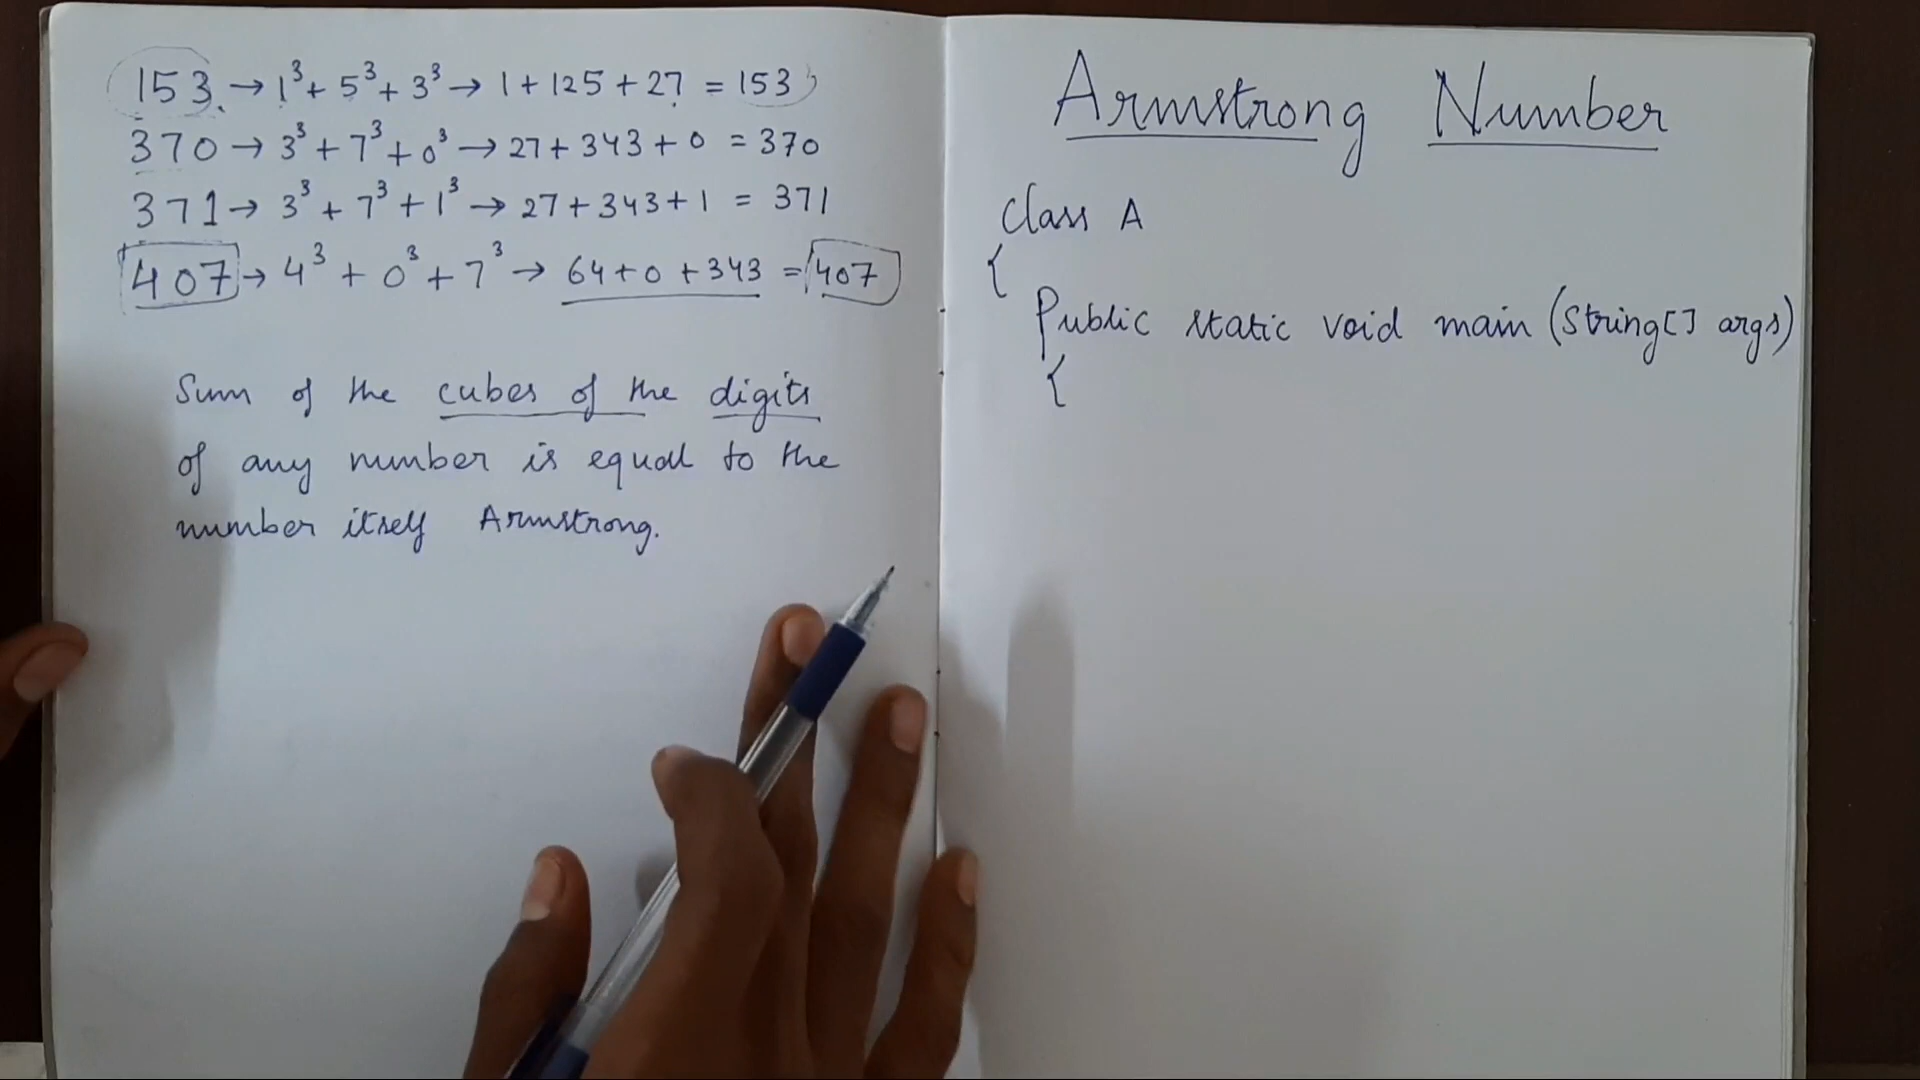 153 → 1³ + 5³ + 3³ → 1 + 125 + 27 = 153
370 → 3³ + 7³ + 0³ → 27 + 343 + 0 = 370
371 → 3³ + 7³ + 1³ → 27 + 343 + 1 = 371
407 → 4³ + 0³ + 7³ → 64 + 0 + 343 = 407
Sum of the cubes of the digits
of any number is equal to the
number itself Armstrong.
Armstrong Number
Class A
{
Public static void main (String[] args)
{